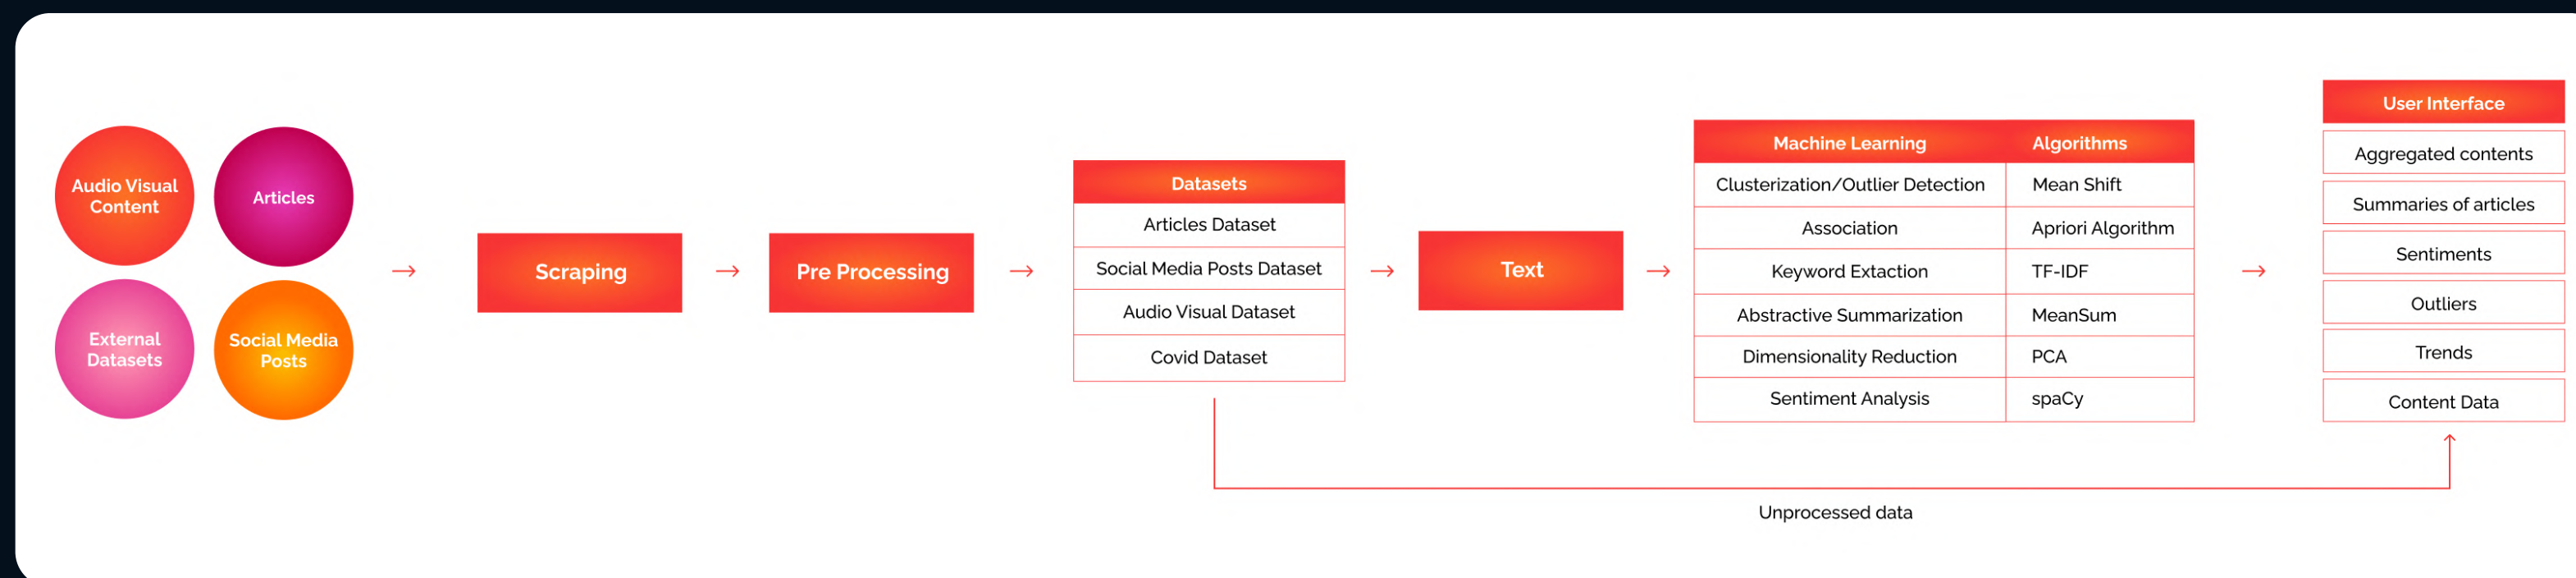 Audio Visual
Content
Articles
External
Datasets
Social Media
Posts
Scraping
Pre Processing
Datasets
Articles Dataset
Social Media Posts Dataset
Audio Visual Dataset
Covid Dataset
Text
Machine Learning Algorithms
Clusterization/Outlier Detection Mean Shift
Association Apriori Algorithm
Keyword Extaction TF-IDF
Abstractive Summarization MeanSum
Dimensionality Reduction PCA
Sentiment Analysis spaCy
User Interface
Aggregated contents
Summaries of articles
Sentiments
Outliers
Trends
Content Data
Unprocessed data